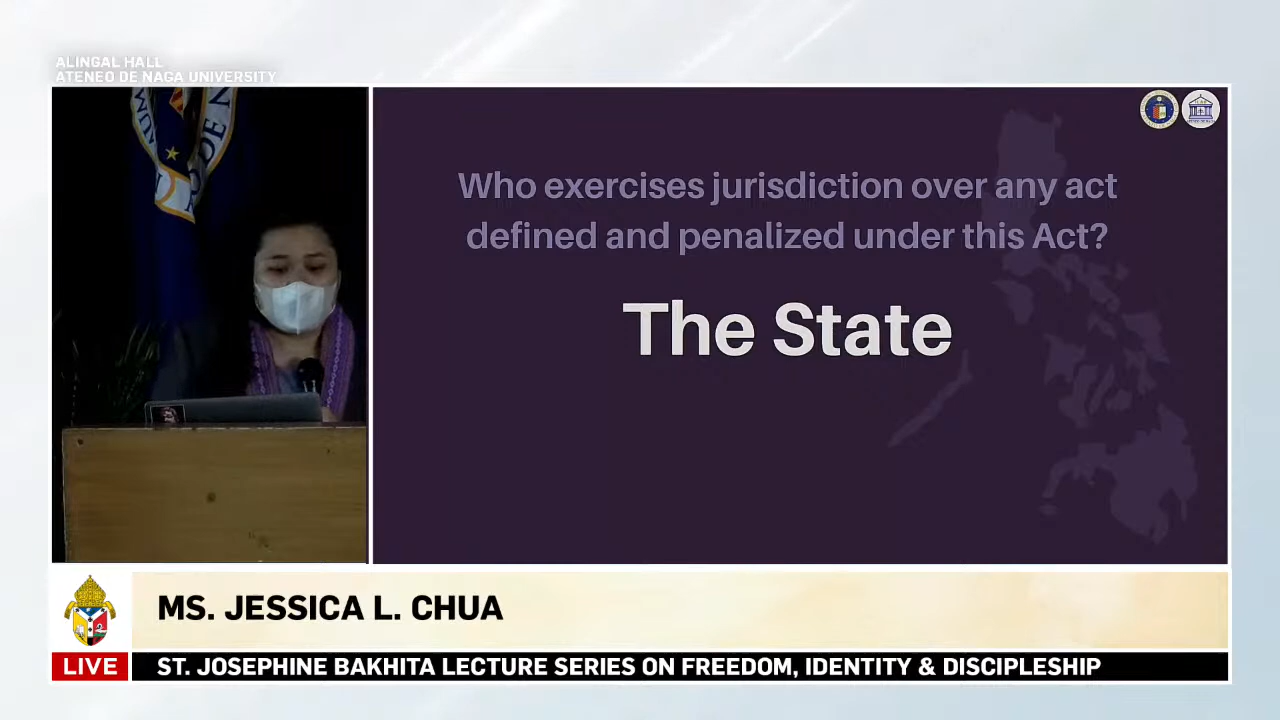 ALINGAL HALL
ATENEO DE NAGA UNIVERSITY
Who exercises jurisdiction over any act
defined and penalized under this Act?
The State
MS. JESSICA L. CHUA
LIVE
ST. JOSEPHINE BAKHITA LECTURE SERIES ON FREEDOM, IDENTITY & DISCIPLESHIP